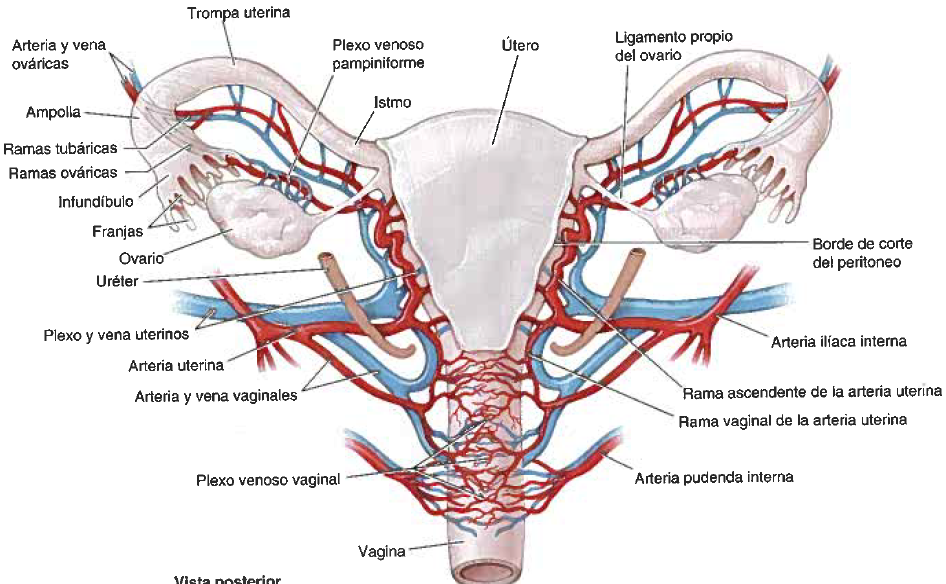 Trompa uterina
Arteria y vena
ováricas
Plexo venoso
pampiniforme
Útero
Ligamento propio
del ovario
Istmo
Ampolla
Ramas tubáricas
Ramas ováricas
Infundíbulo
Franjas
Ovario
Uréter
Borde de corte
del peritoneo
Plexo y vena uterinos
Arteria uterina
Arteria y vena vaginales
Arteria ilíaca interna
Rama ascendente de la arteria uterina
Rama vaginal de la arteria uterina
Plexo venoso vaginal
Arteria pudenda interna
Vagina
Vista posterior